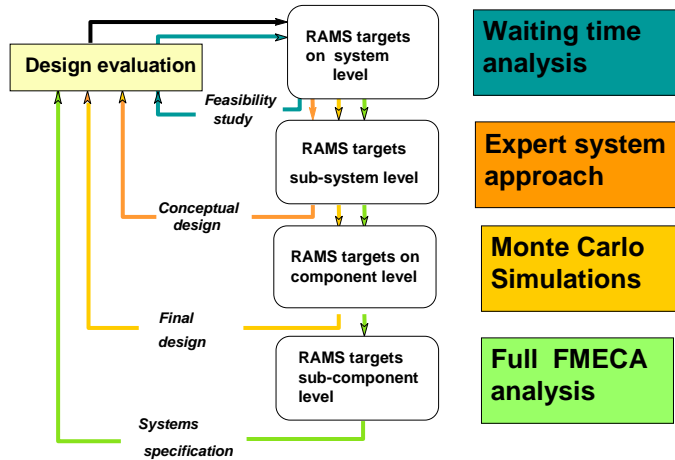 Design evaluation
RAMS targets
on system
level
Waiting time
analysis
Feasibility
study
RAMS targets
sub-system level
Expert system
approach
Conceptual
design
RAMS targets on
component level
Monte Carlo
Simulations
Final
design
RAMS targets
sub-component
level
Full FMECA
analysis
Systems
specification